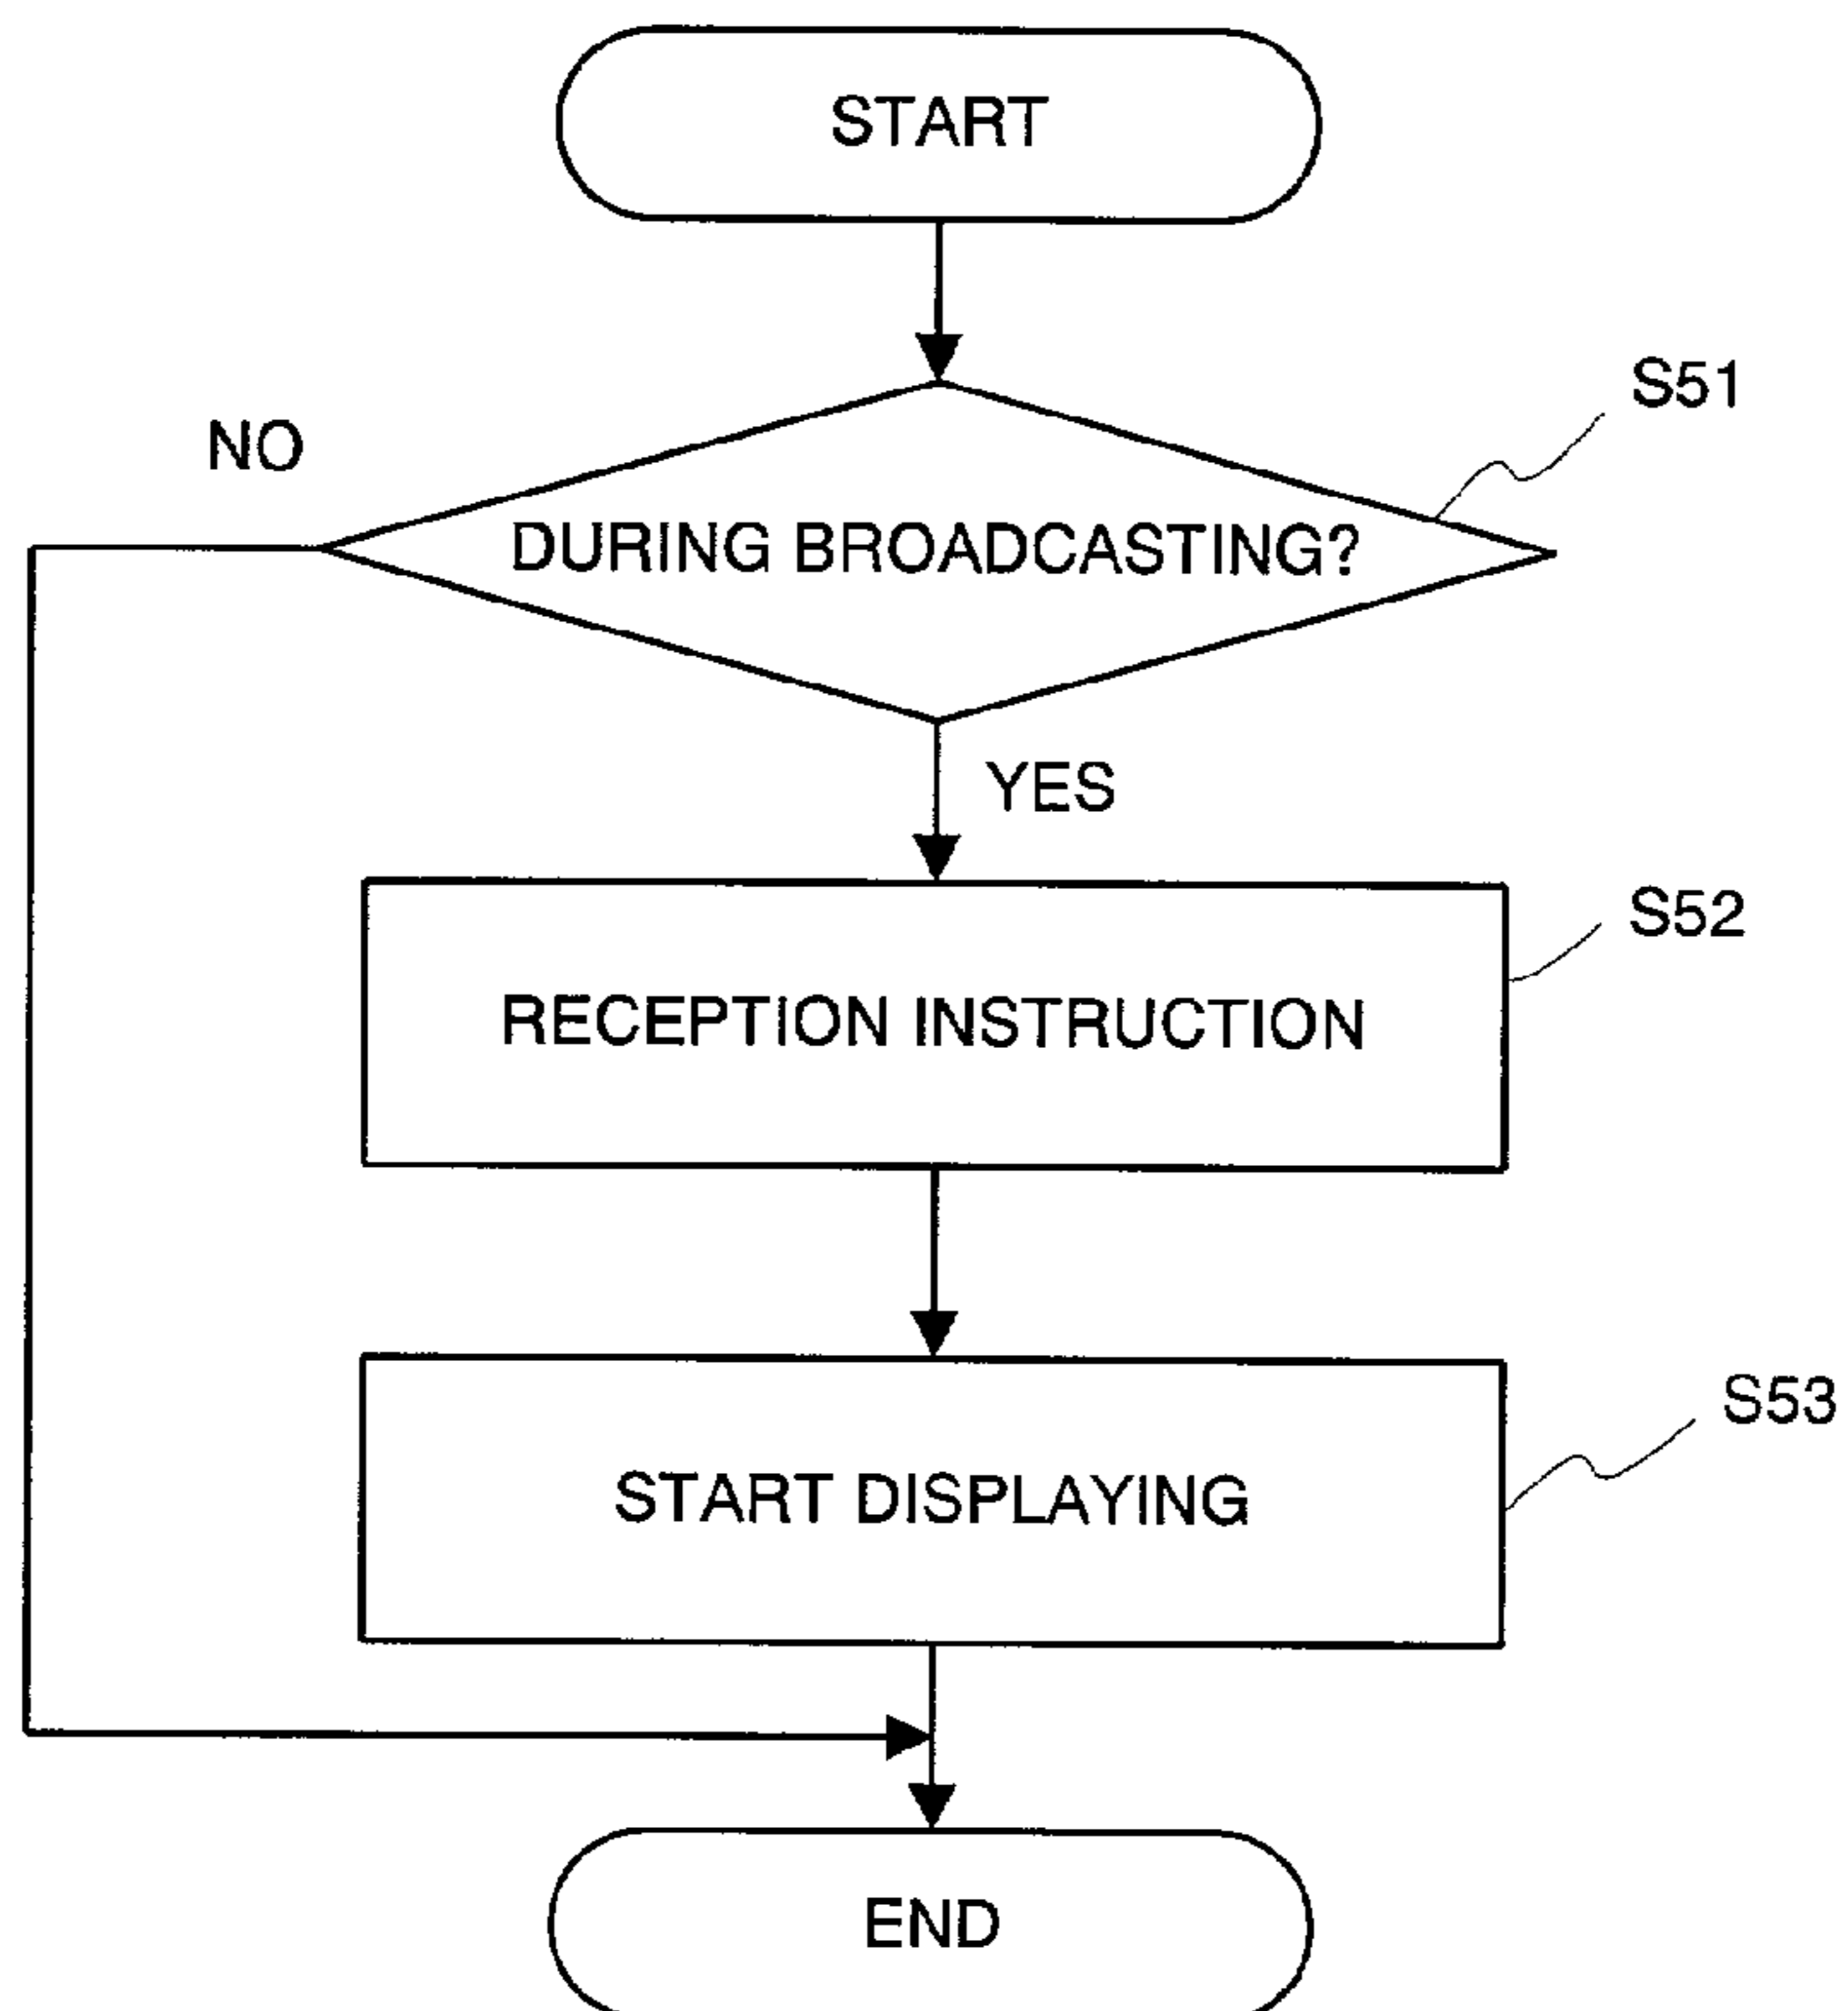 START
S51
NO
DURING BROADCASTING?
YES
S52
RECEPTION INSTRUCTION
S53
START DISPLAYING
END